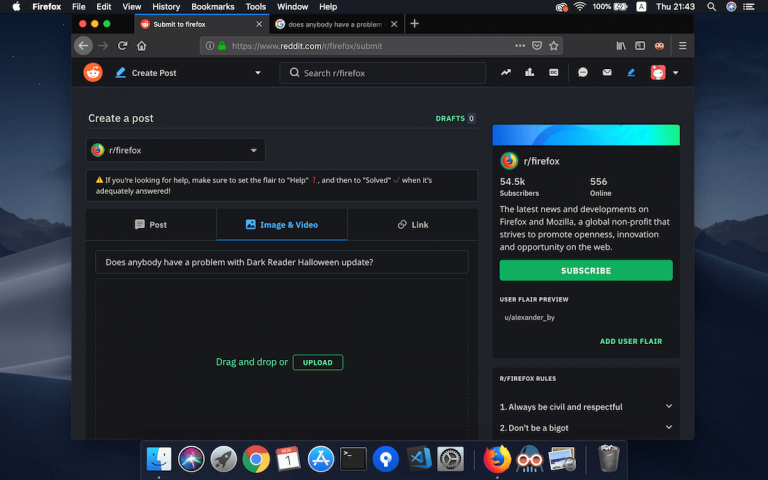 Firefox File Edit View History Bookmarks Tools Window Help 100% A Thu 21:43
Submit to firefox
does anybody have a problem
https://www.reddit.com/r/firefox/submit
Create Post
Search r/firefox
Create a post
DRAFTS 0
r/firefox
If you're looking for help, make sure to set the flair to "Help" ❓, and then to "Solved" ✓ when it's
adequately answered!
Post
Image & Video
Link
Does anybody have a problem with Dark Reader Halloween update?
Drag and drop or UPLOAD
r/firefox
54.5k 556
Subscribers Online
The latest news and developments on
Firefox and Mozilla, a global non-profit that
strives to promote openness, innovation
and opportunity on the web.
SUBSCRIBE
USER FLAIR PREVIEW
u/alexander_by
ADD USER FLAIR
R/FIREFOX RULES
1. Always be civil and respectful
2. Don't be a bigot
1